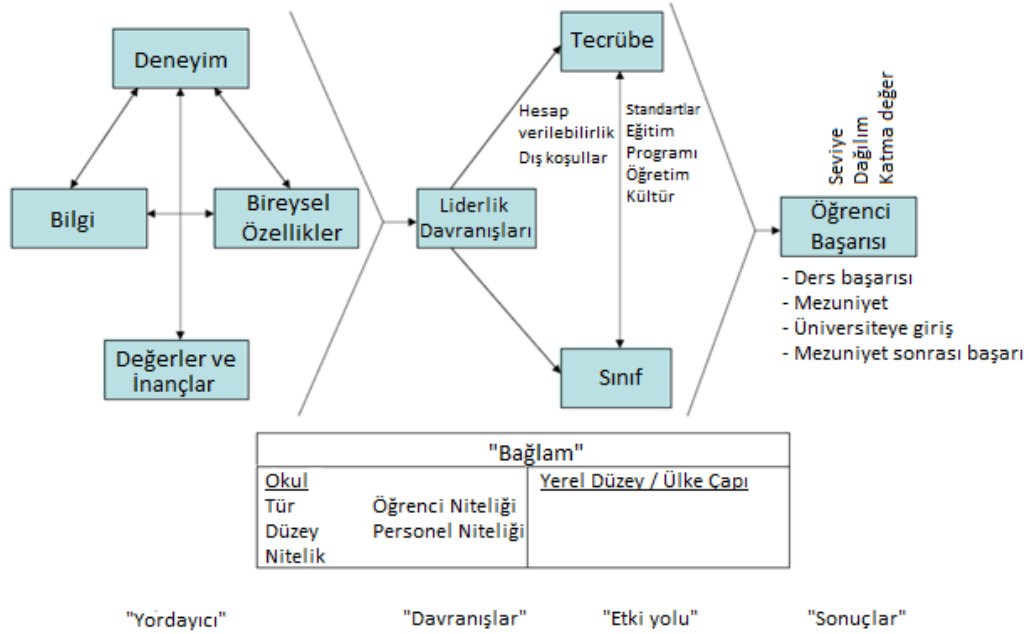 Deneyim
Bilgi
Bireysel
Özellikler
Değerler ve
İnançlar
Liderlik
Davranışları
Tecrübe
Hesap
verilebilirlik
Dış koşullar
Standartlar
Eğitim
Programı
Öğretim
Kültür
Sınıf
Seviye
Dağılım
Katma değer
Öğrenci
Başarısı
- Ders başarısı
- Mezuniyet
- Üniversiteye giriş
- Mezuniyet sonrası başarı
"Bağlam"
Okul
Tür Öğrenci Niteliği
Düzey Personel Niteliği
Nitelik
Yerel Düzey / Ülke Çapı
"Yordayıcı" "Davranışlar" "Etki yolu" "Sonuçlar"